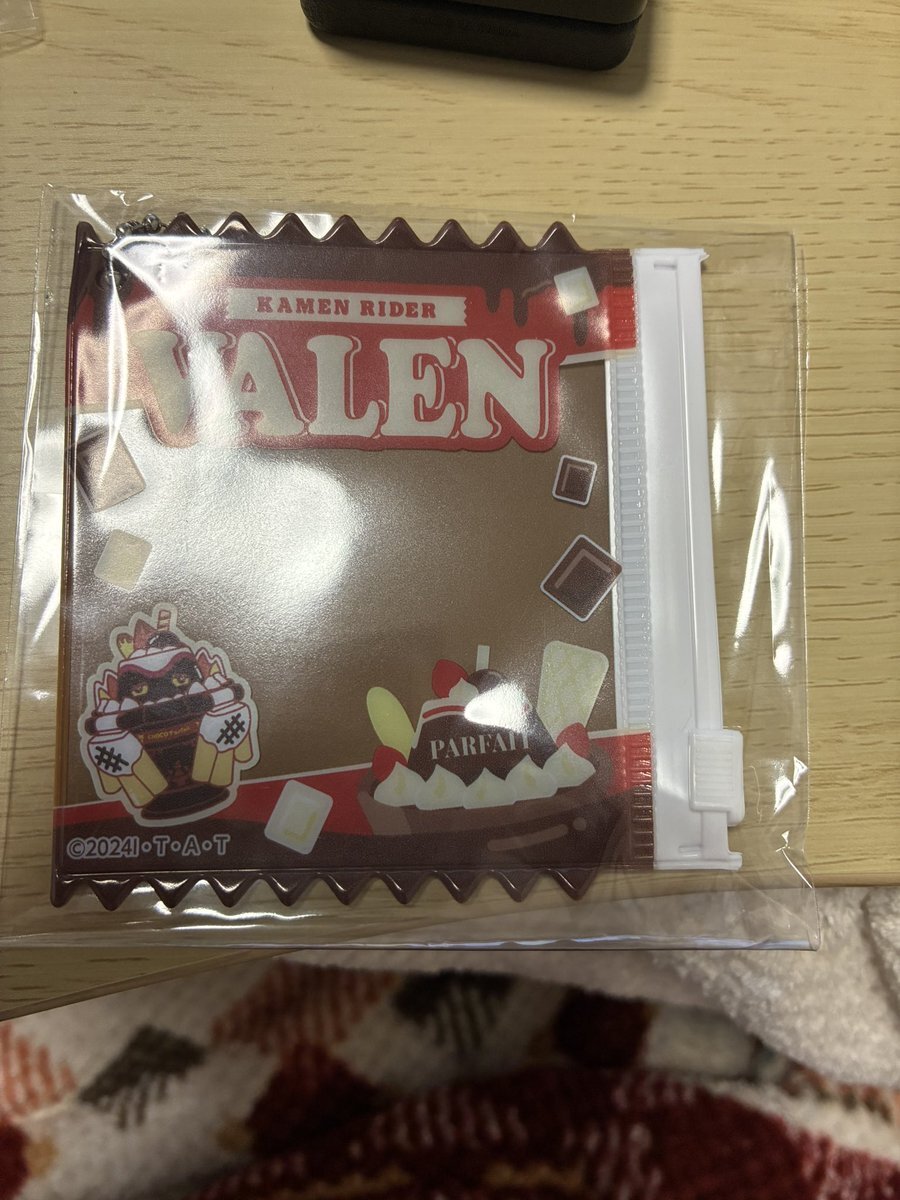 KAMEN RIDER
VALEN
PARFAIT
©2024I・T・A・T